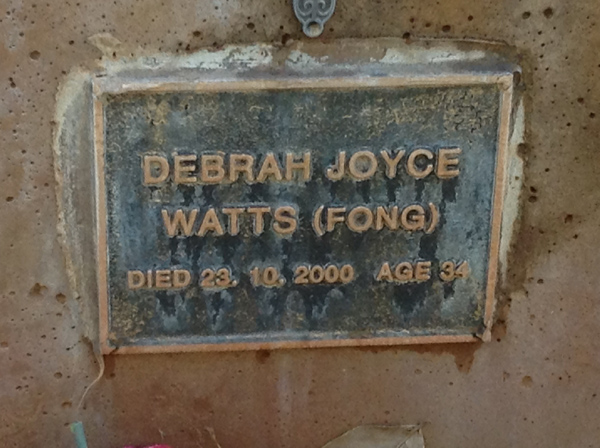 DEBRAH JOYCE
WATTS (FONG)
DIED 23. 10. 2000 AGE 34